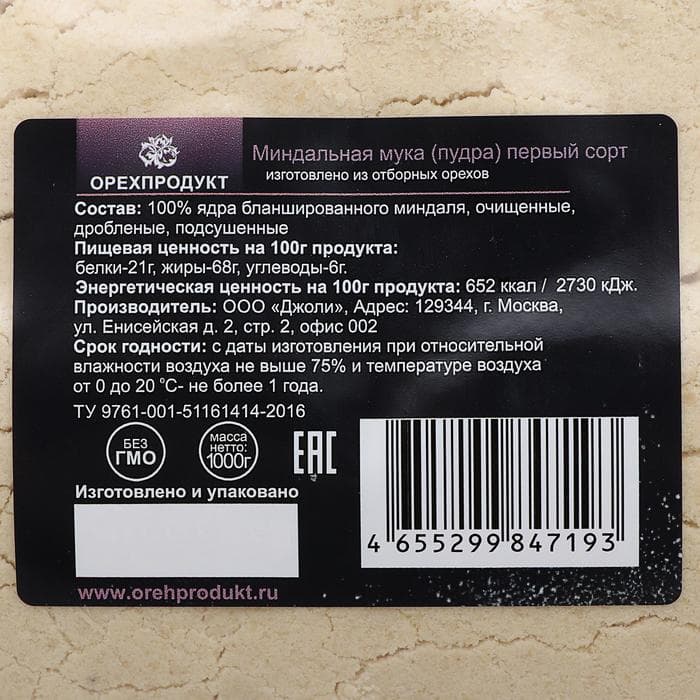 ОРЕХПРОДУКТ
Миндальная мука (пудра) первый сорт
изготовлено из отборных орехов
Состав: 100% ядра бланшированного миндаля, очищенные,
дробленые, подсушенные
Пищевая ценность на 100г продукта:
белки-21г, жиры-68г, углеводы-6г.
Энергетическая ценность на 100г продукта: 652 ккал / 2730 кДж.
Производитель: ООО «Джоли», Адрес: 129344, г. Москва,
ул. Енисейская д. 2, стр. 2, офис 002
Срок годности: с даты изготовления при относительной
влажности воздуха не выше 75% и температуре воздуха
от 0 до 20 °С- не более 1 года.
ТУ 9761-001-51161414-2016
БЕЗ
ГМО
масса
нетто:
1000г
ЕАС
Изготовлено и упаковано
4 655299 847193
www.orehprodukt.ru